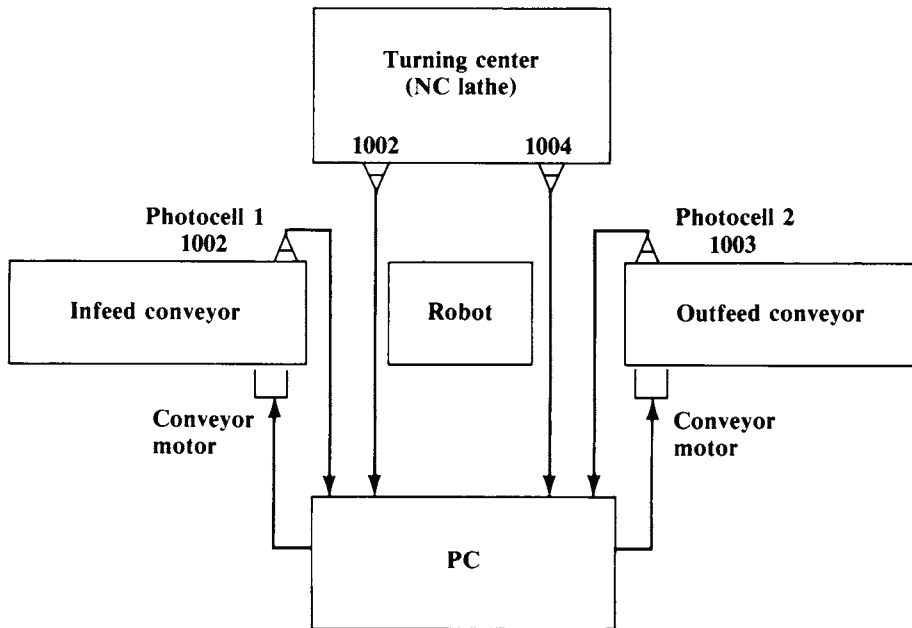 Turning center
(NC lathe)
1002
1004
Photocell 1
1002
Photocell 2
1003
Infeed conveyor
Robot
Outfeed conveyor
Conveyor
motor
Conveyor
motor
PC